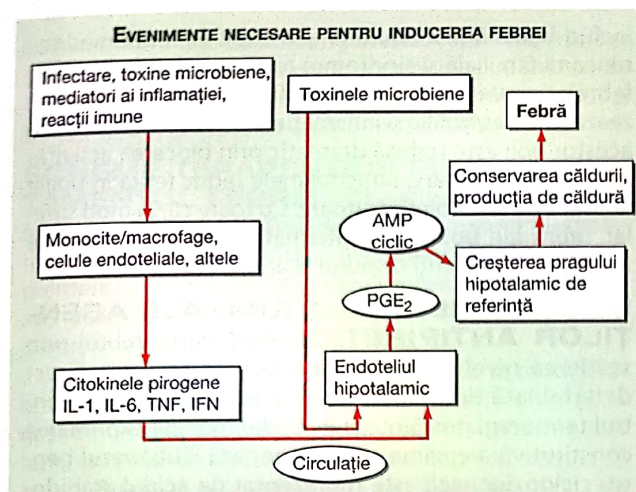 EVENIMENTE NECESARE PENTRU INDUCEREA FEBREI
Infectare, toxine microbiene,
mediatori ai inflamației,
reacții imune
Toxinele microbiene
Febră
Conservarea căldurii,
producția de căldură
AMP
ciclic
Monocite/macrofage,
celule endoteliale, altele
Creșterea pragului
hipotalamic de
referință
PGE₂
Endoteliul
hipotalamic
Citokinele pirogene
IL-1, IL-6, TNF, IFN
Circulație